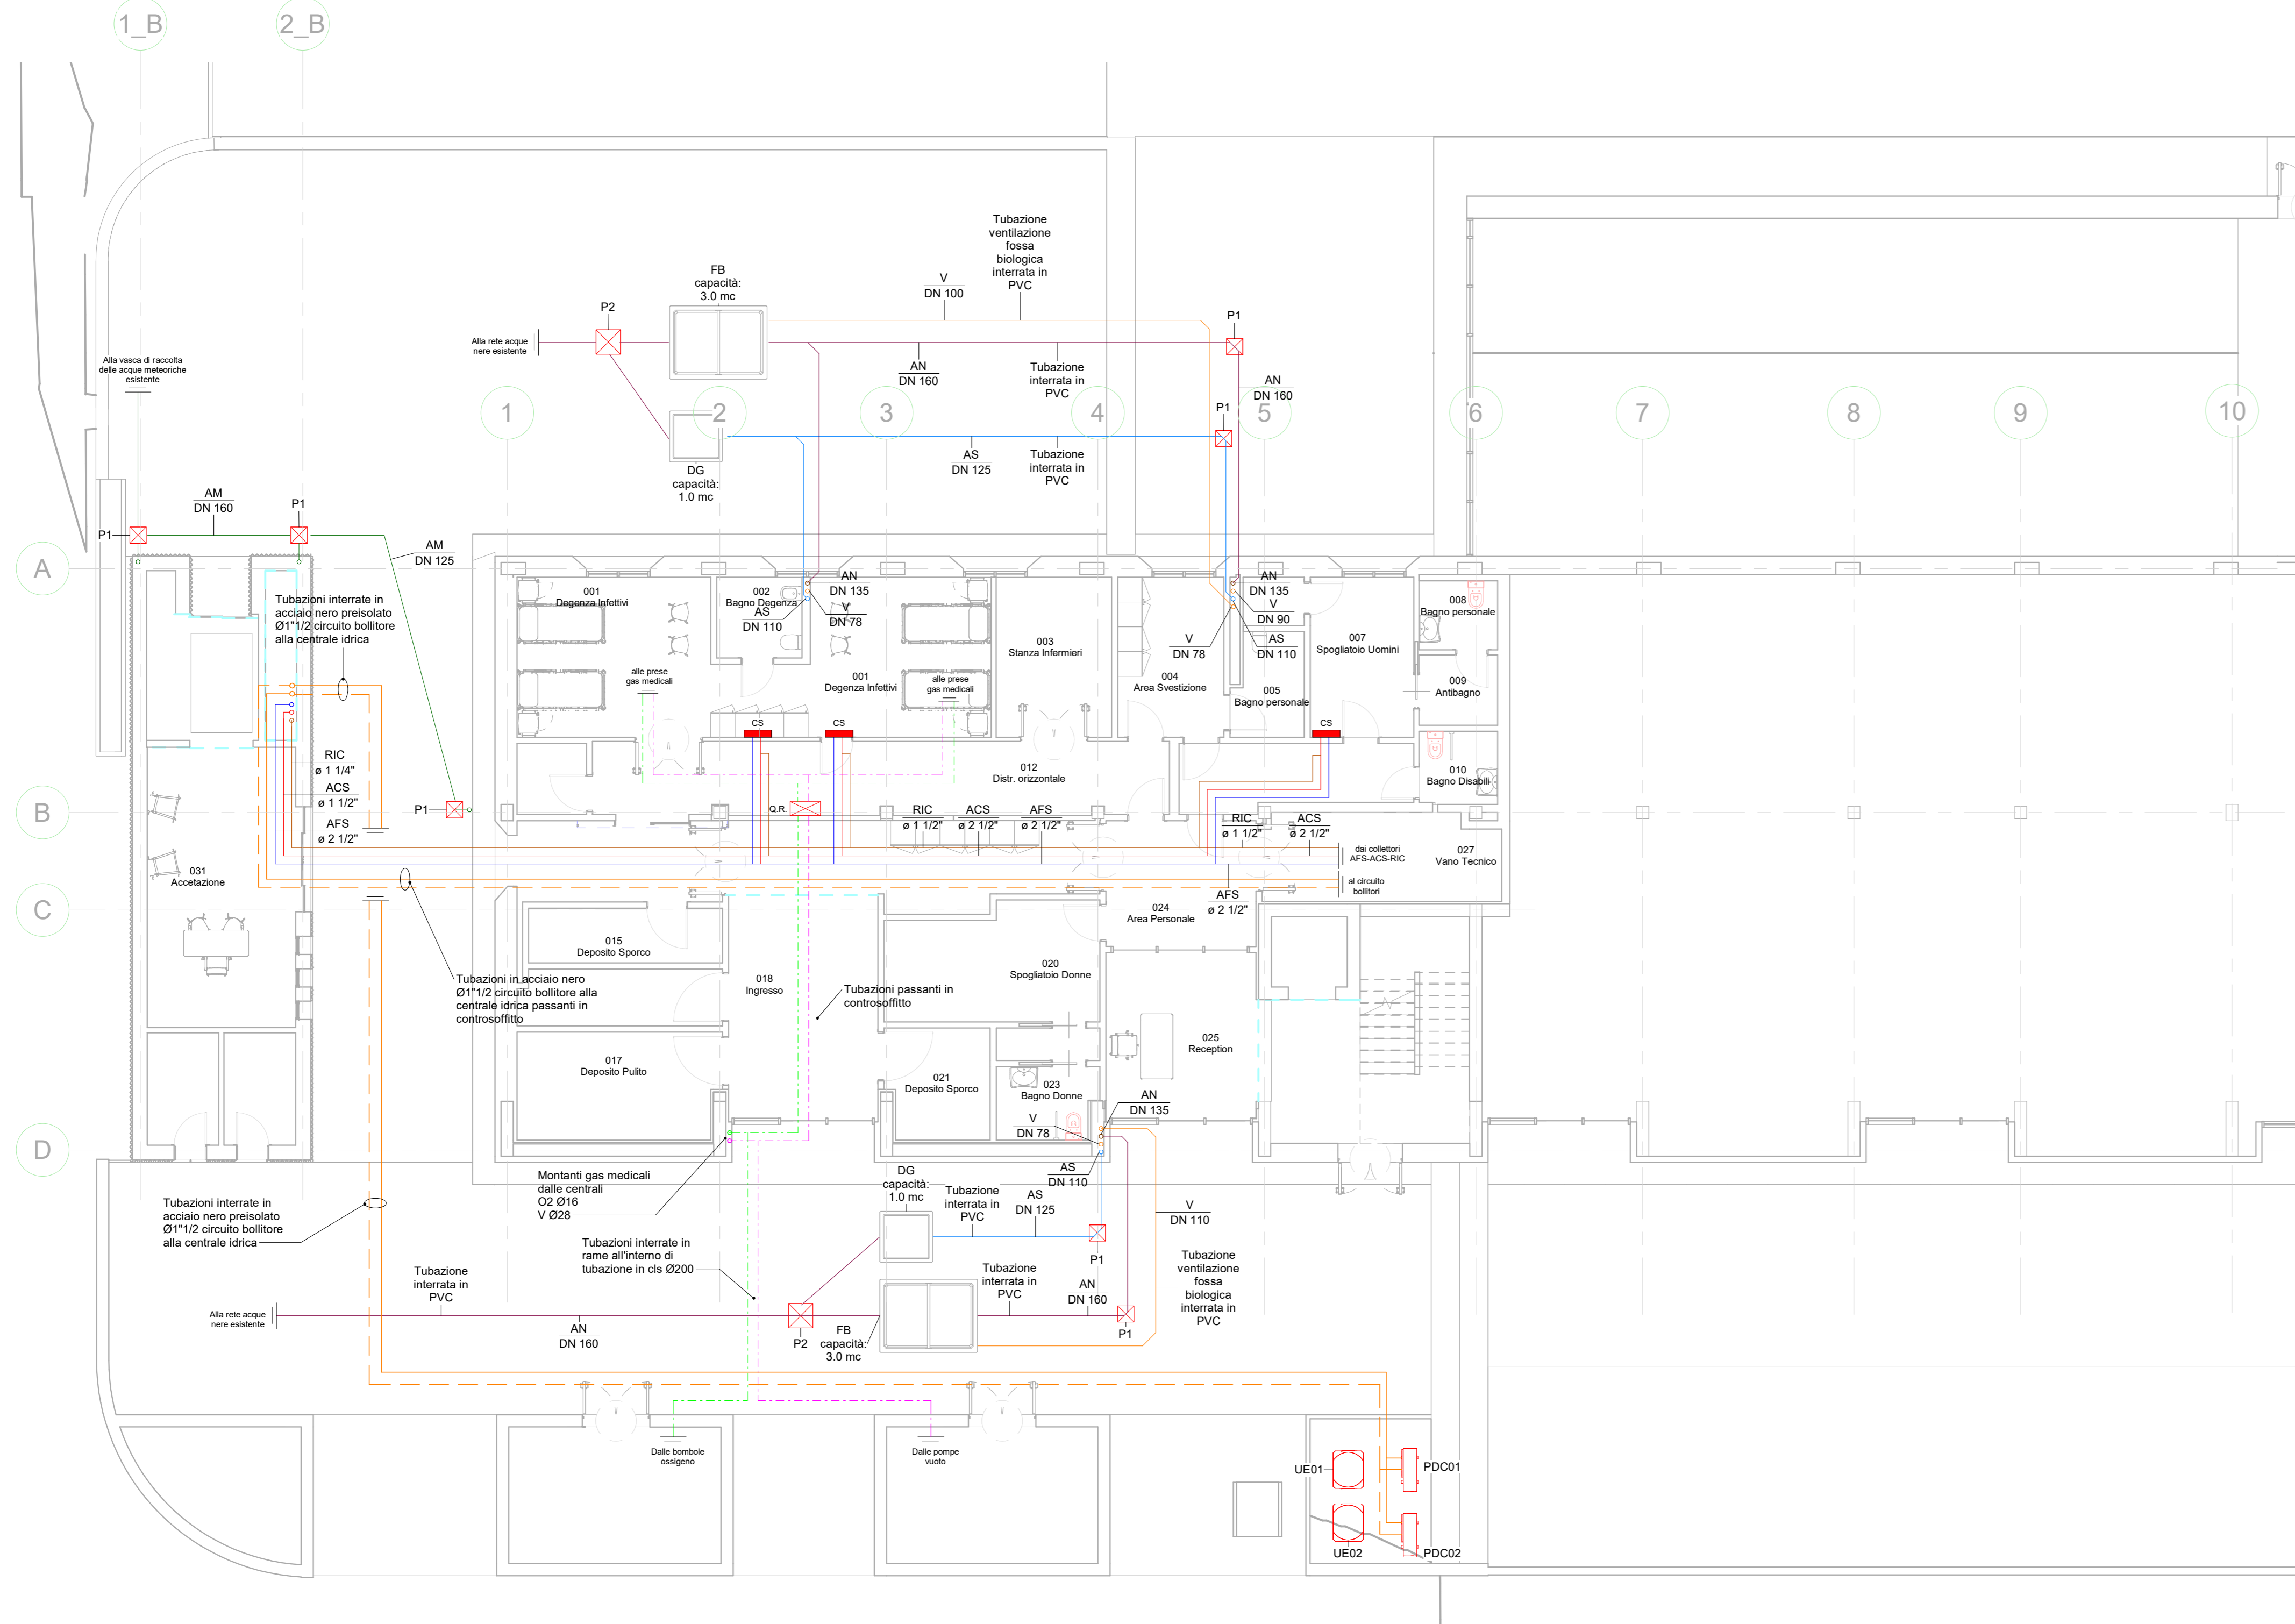 1_B
2_B
Tubazione
ventilazione
fossa
biologica
interrata in
PVC
FB
capacità:
3.0 mc
V
DN 100
P2
P1
Alla rete acque
nere esistente
Alla vasca di raccolta
delle acque meteoriche
esistente
AN
DN 160
Tubazione
interrata in
PVC
AN
DN 160
P1
1
2
3
4
5
6
7
8
9
10
AS
DN 125
Tubazione
interrata in
PVC
DG
capacità:
1.0 mc
AM
DN 160
P1
P1
AM
DN 125
A
Tubazioni interrate in
acciaio nero preisolato
Ø1"1/2 circuito bollitore
alla centrale idrica
001
Degenza Infettivi
002
Bagno Degenza
AS
DN 110
AN
DN 135
V
DN 78
AN
DN 135
V
DN 90
AS
DN 110
V
DN 78
003
Stanza Infermieri
007
Spogliatoio Uomini
008
Bagno personale
alle prese
gas medicali
001
Degenza Infettivi
alle prese
gas medicali
004
Area Svestizione
005
Bagno personale
009
Antibagno
CS
CS
CS
RIC
ø 1 1/4"
ACS
ø 1 1/2"
AFS
ø 2 1/2"
012
Distr. orizzontale
010
Bagno Disabili
B
P1
Q.R.
RIC
ø 1 1/2"
ACS
ø 2 1/2"
AFS
ø 2 1/2"
RIC
ø 1 1/2"
ACS
ø 2 1/2"
dai collettori
AFS-ACS-RIC
027
Vano Tecnico
031
Accetazione
al circuito
bollitori
AFS
ø 2 1/2"
C
024
Area Personale
015
Deposito Sporco
018
Ingresso
020
Spogliatoio Donne
Tubazioni in acciaio nero
Ø1"1/2 circuito bollitore alla
centrale idrica passanti in
controsoffitto
Tubazioni passanti in
controsoffitto
025
Reception
017
Deposito Pulito
021
Deposito Sporco
023
Bagno Donne
AN
DN 135
V
DN 78
D
AS
DN 110
Montanti gas medicali
dalle centrali
O2 Ø16
V Ø28
DG
capacità:
1.0 mc
Tubazione
interrata in
PVC
AS
DN 125
V
DN 110
Tubazioni interrate in
acciaio nero preisolato
Ø1"1/2 circuito bollitore
alla centrale idrica
Tubazioni interrate in
rame all'interno di
tubazione in cls Ø200
P1
Tubazione
ventilazione
fossa
biologica
interrata in
PVC
Tubazione
interrata in
PVC
Tubazione
interrata in
PVC
AN
DN 160
Alla rete acque
nere esistente
AN
DN 160
P2
FB
capacità:
3.0 mc
P1
Dalle bombole
ossigeno
Dalle pompe
vuoto
UE01
PDC01
UE02
PDC02